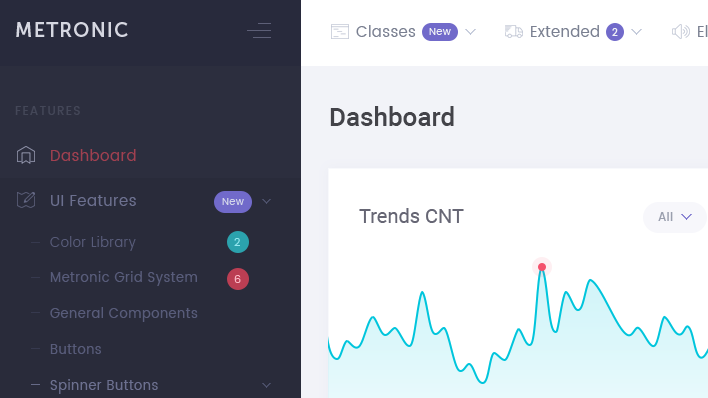 METRONIC
Classes New
Extended 2
El
FEATURES
Dashboard
UI Features New
Color Library 2
Metronic Grid System 6
General Components
Buttons
Spinner Buttons
Dashboard
Trends CNT
All